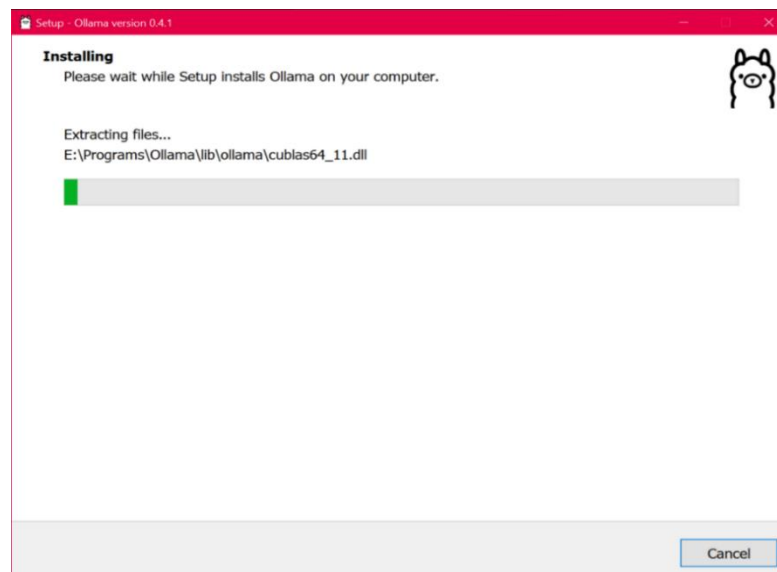 Setup - Ollama version 0.4.1
Installing
Please wait while Setup installs Ollama on your computer.
Extracting files...
E:\Programs\Ollama\lib\ollama\cublas64_11.dll
Cancel